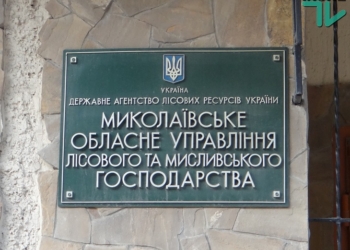 УКРАЇНА
ДЕРЖАВНЕ АГЕНТСТВО ЛІСОВИХ РЕСУРСІВ УКРАЇНИ
МИКОЛАЇВСЬКЕ
ОБЛАСНЕ УПРАВЛІННЯ
ЛІСОВОГО ТА МИСЛИВСЬКОГО
ГОСПОДАРСТВА